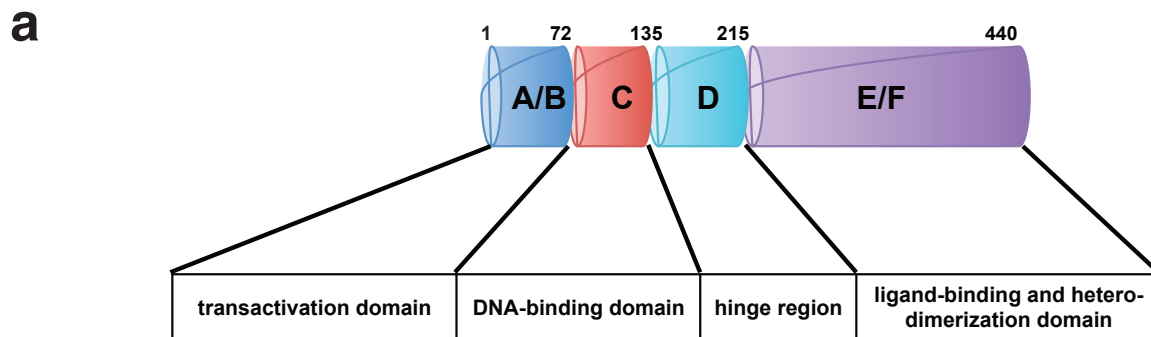 a
1 72 135 215 440
A/B C D E/F
transactivation domain DNA-binding domain hinge region ligand-binding and hetero-
dimerization domain